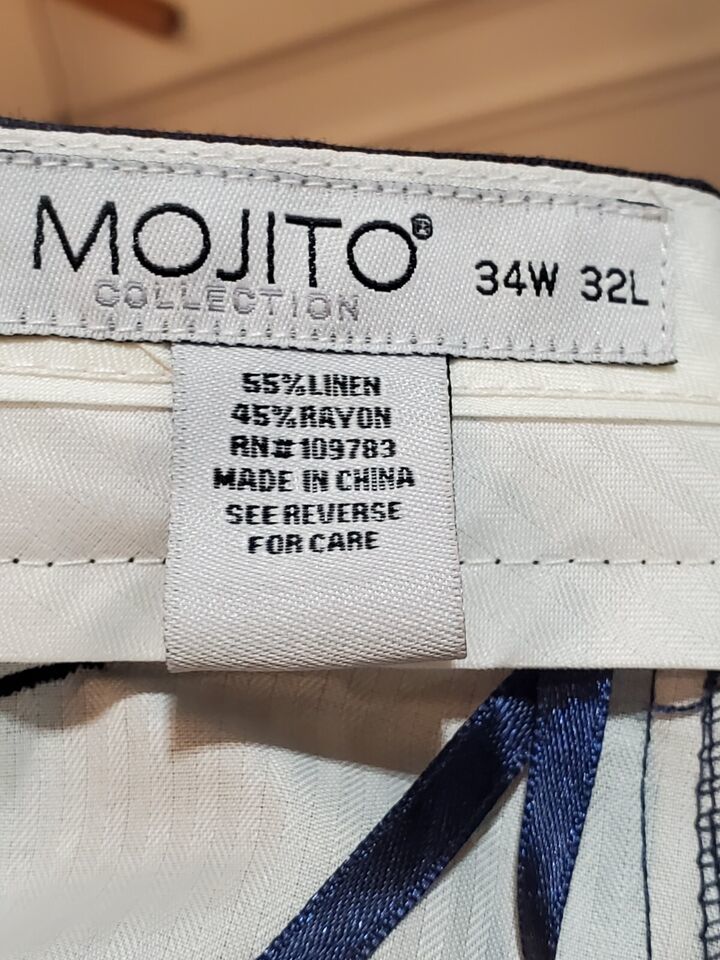 MOJITO®
COLLECTION
34W 32L
55%LINEN
45%RAYON
RN#109783
MADE IN CHINA
SEE REVERSE
FOR CARE